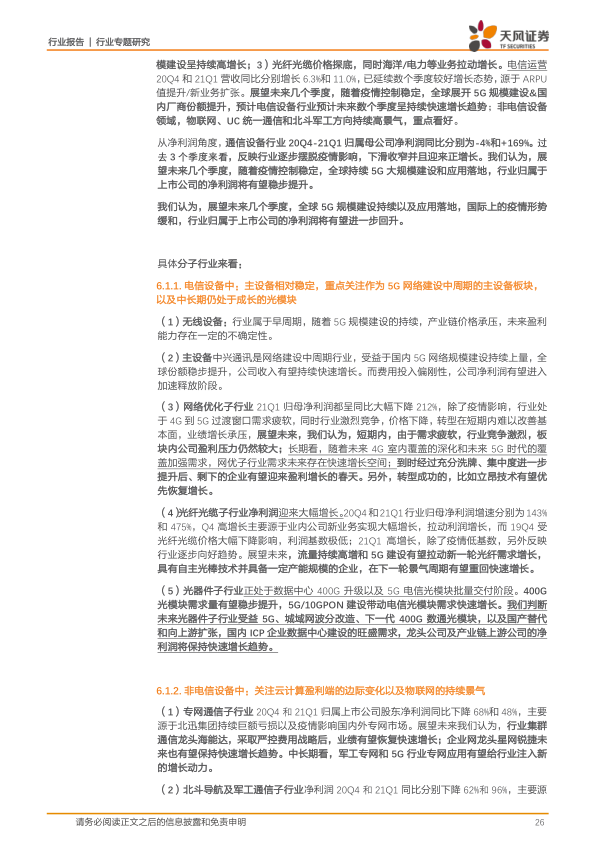 行业报告 | 行业专题研究
天风证券
TF SECURITIES
模建设呈持续高增长；3）光纤光缆价格探底，同时海洋/电力等业务拉动增长。电信运营
20Q4 和 21Q1 营收同比分别增长 6.3%和 11.0%，已延续数个季度较好增长态势，源于 ARPU
值提升/新业务扩张。展望未来几个季度，随着疫情控制稳定，全球展开 5G 规模建设&国
内厂商份额提升，预计电信设备行业预计未来数个季度呈持续快速增长趋势；非电信设备
领域，物联网、UC 统一通信和北斗军工方向持续高景气，重点看好。
从净利润角度，通信设备行业 20Q4-21Q1 归属母公司净利润同比分别为-4%和+169%。过
去 3 个季度来看，反映行业逐步摆脱疫情影响，下滑收窄并且迎来正增长。我们认为，展
望未来几个季度，随着疫情控制稳定，全球持续 5G 大规模建设和应用落地，行业归属于
上市公司的净利润将有望稳步提升。
我们认为，展望未来几个季度，全球 5G 规模建设持续以及应用落地，国际上的疫情形势
缓和，行业归属于上市公司的净利润将有望进一步回升。
具体分子行业来看：
6.1.1. 电信设备中：主设备相对稳定，重点关注作为 5G 网络建设中周期的主设备板块，
以及中长期仍处于成长的光模块
（1）无线设备：行业属于早周期，随着 5G 规模建设的持续，产业链价格承压，未来盈利
能力存在一定的不确定性。
（2）主设备中兴通讯是网络建设中周期行业，受益于国内 5G 网络规模建设持续上量，全
球份额稳步提升，公司收入有望持续快速增长。而费用投入偏刚性，公司净利润有望进入
加速释放阶段。
（3）网络优化子行业 21Q1 归母净利润都呈同比大幅下降 212%，除了疫情影响，行业处
于 4G 到 5G 过渡窗口需求疲软，同时行业激烈竞争，价格下降，转型在短期内难以改善基
本面，业绩增长承压，展望未来，我们认为，短期内，由于需求疲软，行业竞争激烈，板
块内公司盈利压力仍然较大；长期看，随着未来 4G 室内覆盖的深化和未来 5G 时代的覆
盖加强需求，网优子行业需求未来存在快速增长空间；到时经过充分洗牌、集中度进一步
提升后、剩下的企业有望迎来盈利增长的春天。另外，转型成功的，比如立昂技术有望优
先恢复增长。
（4）光纤光缆子行业净利润迎来大幅增长。20Q4 和21Q1 行业归母净利润增速分别为 143%
和 475%，Q4 高增长主要源于业内公司新业务实现大幅增长，拉动利润增长，而 19Q4 受
光纤光缆价格大幅下降影响，利润基数极低；21Q1 高增长，除了疫情低基数，另外反映
行业逐步向好趋势。展望未来，流量持续高增和 5G 建设有望拉动新一轮光纤需求增长，
具有自主光棒技术并具备一定产能规模的企业，在下一轮景气周期有望重回快速增长。
（5）光器件子行业正处于数据中心 400G 升级以及 5G 电信光模块批量交付阶段。400G
光模块需求量有望稳步提升，5G/10GPON 建设带动电信光模块需求快速增长。我们判断
未来光器件子行业受益 5G、城域网波分改造、下一代 400G 数通光模块，以及国产替代
和向上游扩张，国内 ICP 企业数据中心建设的旺盛需求，龙头公司及产业链上游公司的净
利润将保持快速增长趋势。
6.1.2. 非电信设备中：关注云计算盈利端的边际变化以及物联网的持续景气
（1）专网通信子行业 20Q4 和 21Q1 归属上市公司股东净利润同比下降 68%和 48%，主要
源于北迅集团持续巨额亏损以及疫情影响国内外专网市场。展望未来我们认为，行业集群
通信龙头海能达，采取严控费用战略后，业绩有望恢复快速增长；企业网龙头星网锐捷未
来也有望保持快速增长趋势。中长期看，军工专网和 5G 行业专网应用有望给行业注入新
的增长动力。
（2）北斗导航及军工通信子行业净利润 20Q4 和 21Q1 同比分别下降 62%和 96%，主要源
请务必阅读正文之后的信息披露和免责申明
26